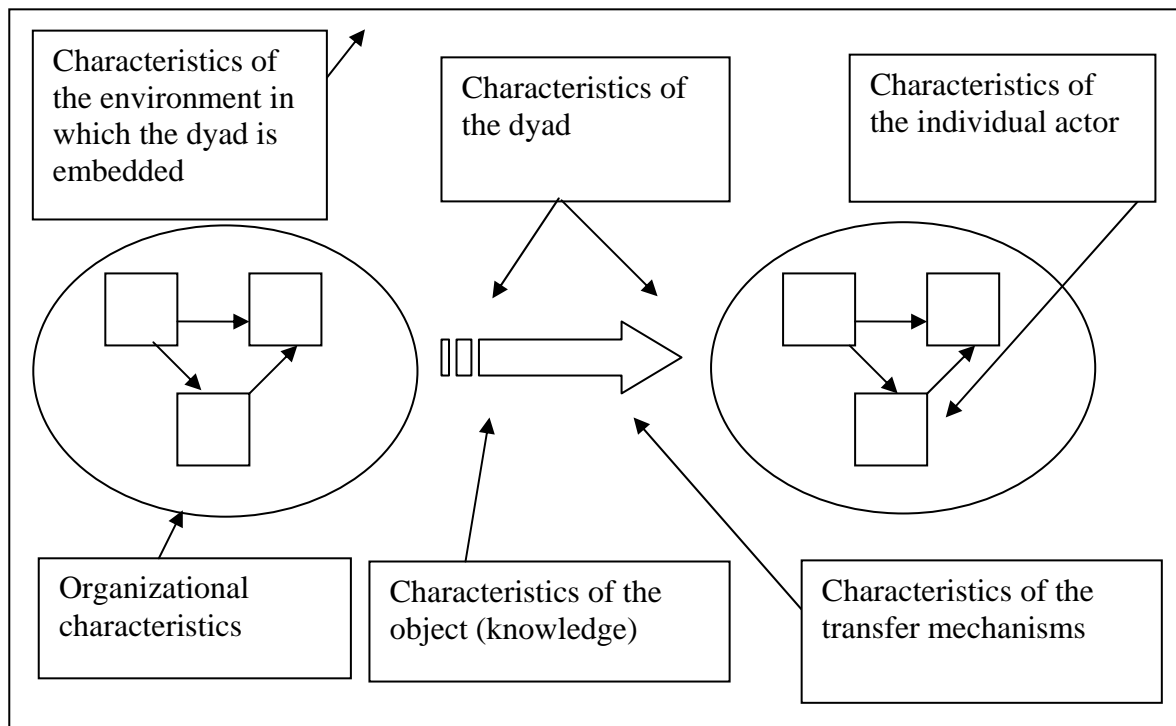 Characteristics of
the environment in
which the dyad is
embedded
Characteristics of
the dyad
Characteristics of
the individual actor
Organizational
characteristics
Characteristics of the
object (knowledge)
Characteristics of the
transfer mechanisms